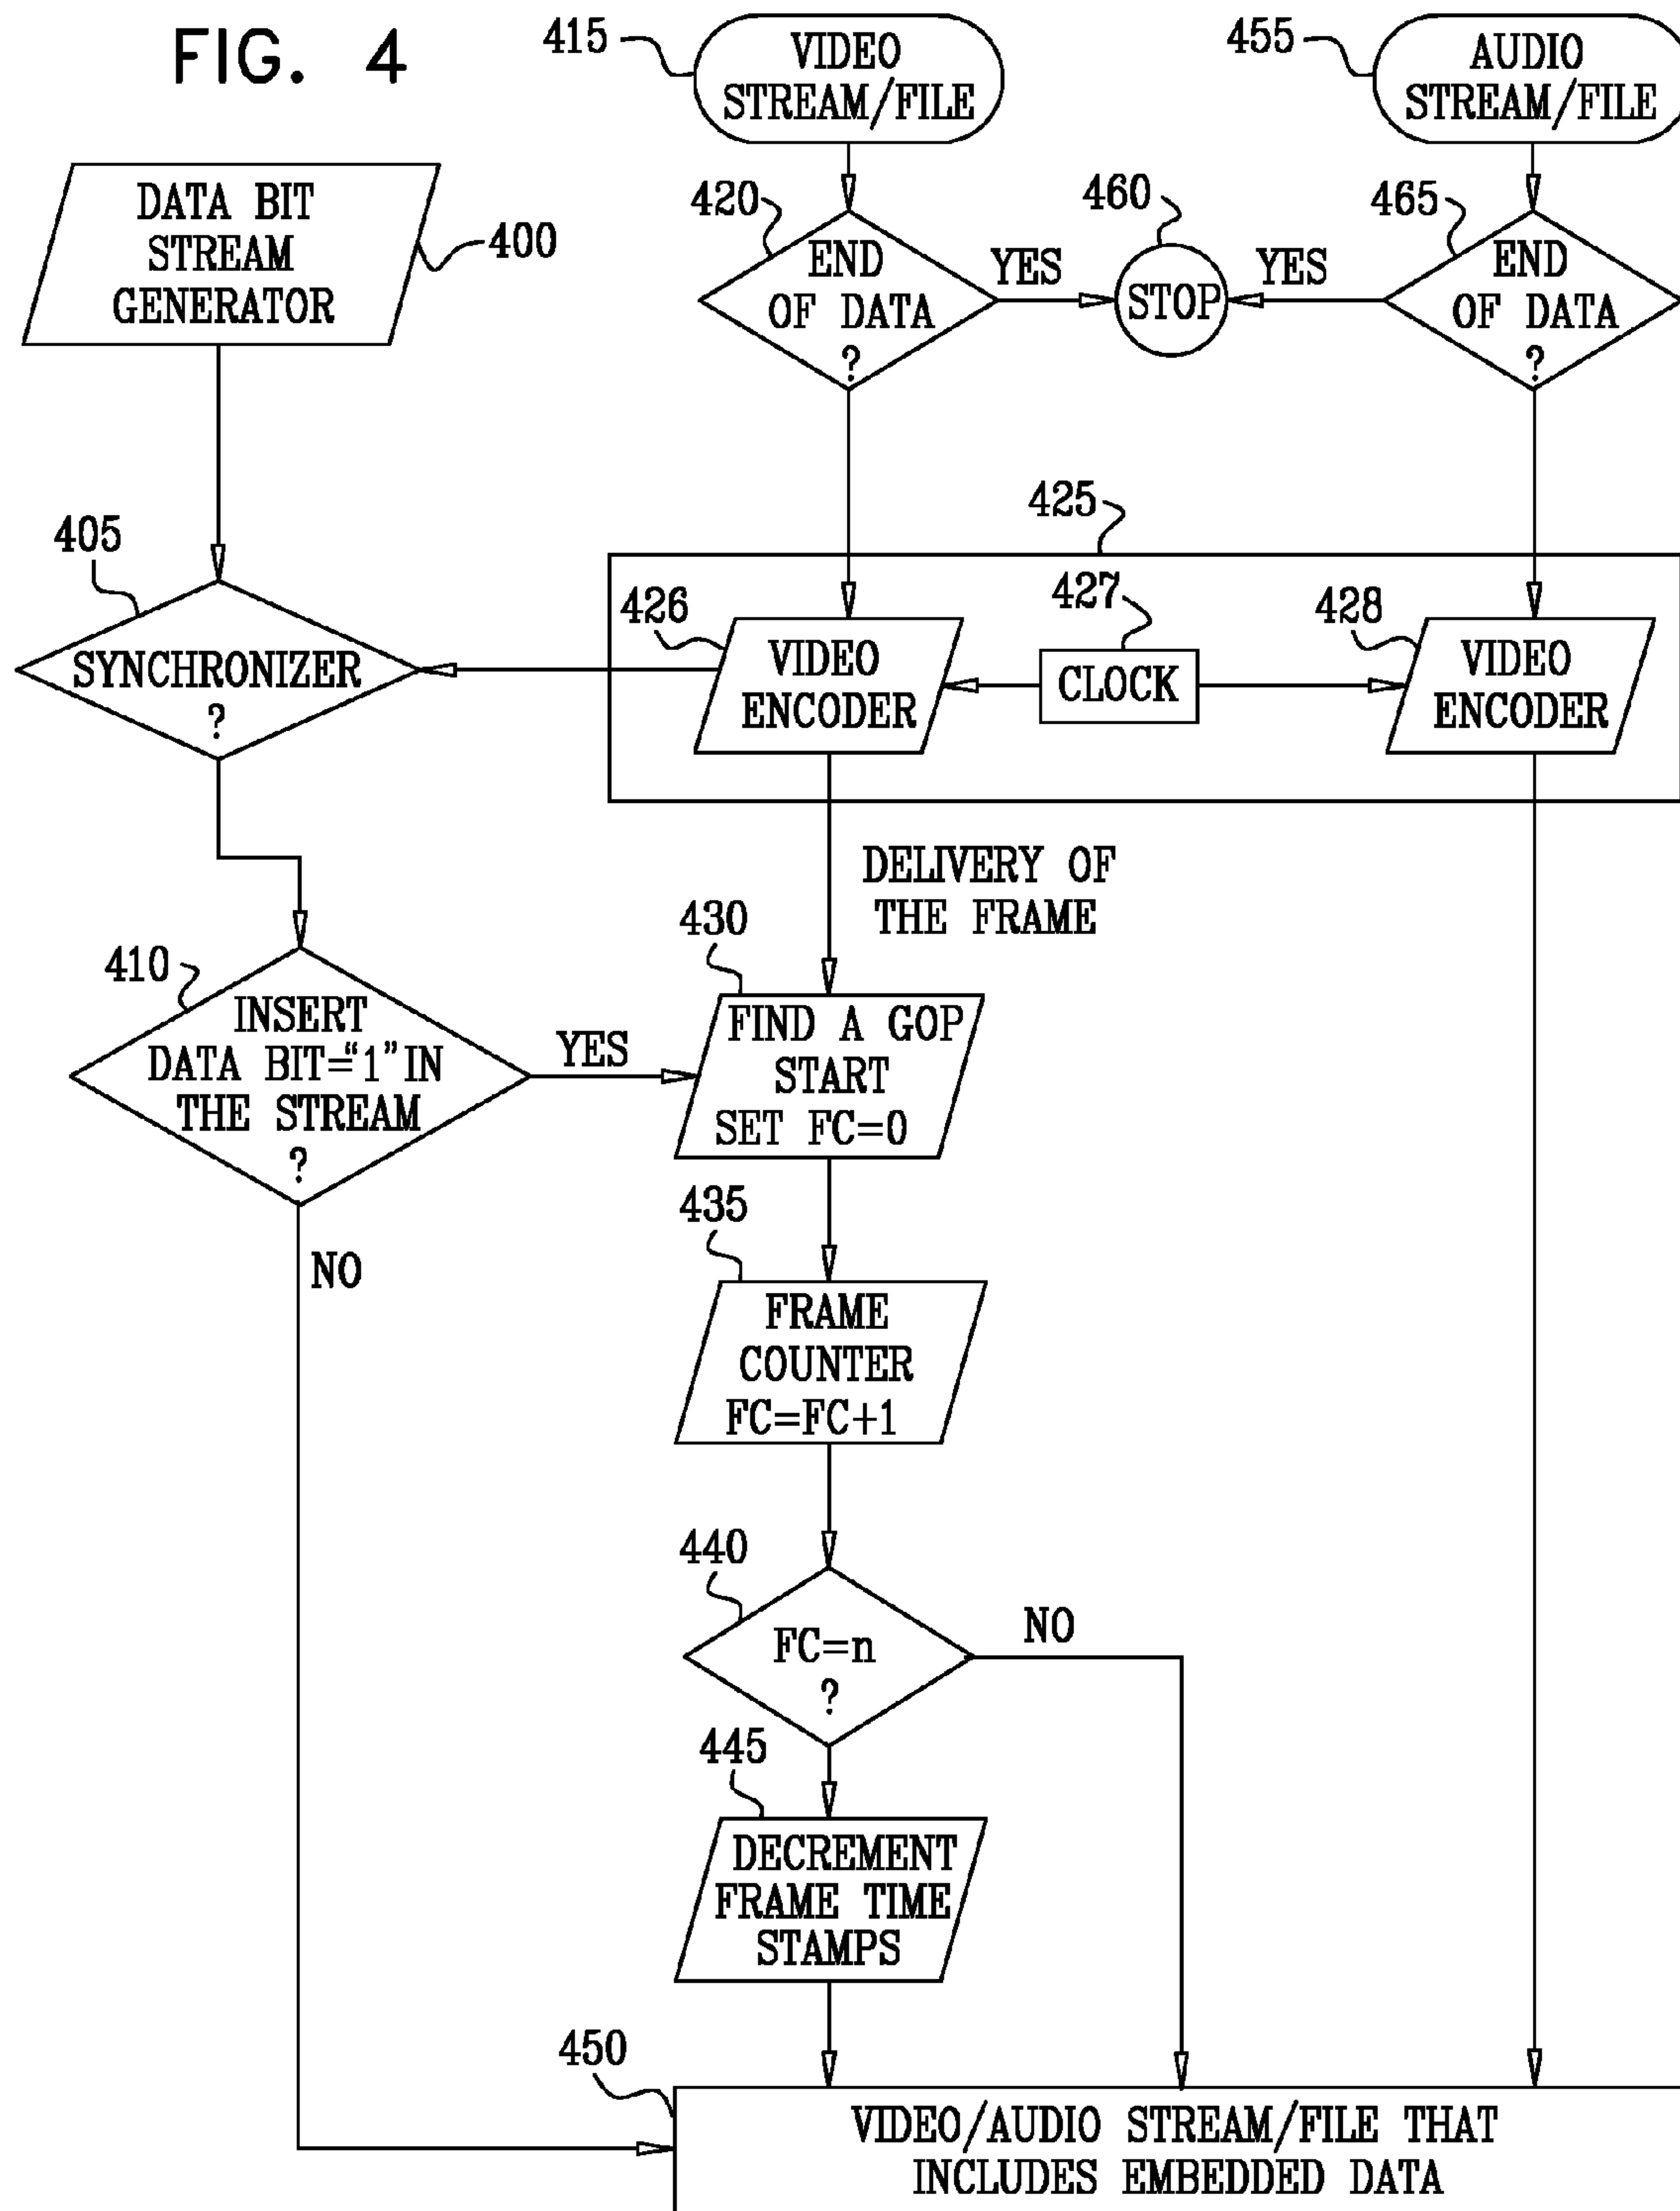 FIG. 4
415
VIDEO
STREAM/FILE
455
AUDIO
STREAM/FILE
DATA BIT
STREAM
GENERATOR
400
420
END
OF DATA
?
YES
460
STOP
YES
465
END
OF DATA
?
405
SYNCHRONIZER
?
425
426
VIDEO
ENCODER
427
CLOCK
428
VIDEO
ENCODER
DELIVERY OF
THE FRAME
410
INSERT
DATA BIT="1" IN
THE STREAM
?
YES
NO
430
FIND A GOP
START
SET FC=0
435
FRAME
COUNTER
FC=FC+1
440
FC=n
?
NO
445
DECREMENT
FRAME TIME
STAMPS
450
VIDEO/AUDIO STREAM/FILE THAT
INCLUDES EMBEDDED DATA